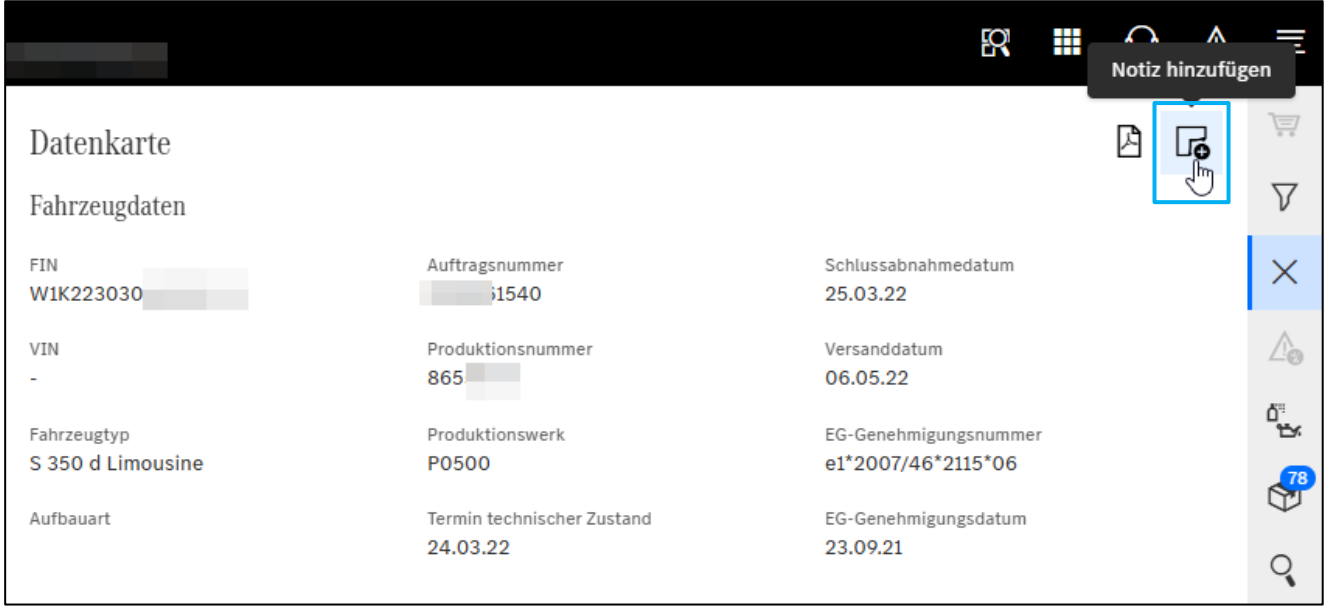 Notiz hinzufügen
Datenkarte
Fahrzeugdaten
FIN
W1K223030
Auftragsnummer
61540
Schlussabnahmedatum
25.03.22
VIN
-
Produktionsnummer
865
Versanddatum
06.05.22
Fahrzeugtyp
S 350 d Limousine
Produktionswerk
P0500
EG-Genehmigungsnummer
e1*2007/46*2115*06
78
Aufbauart
Termin technischer Zustand
24.03.22
EG-Genehmigungsdatum
23.09.21